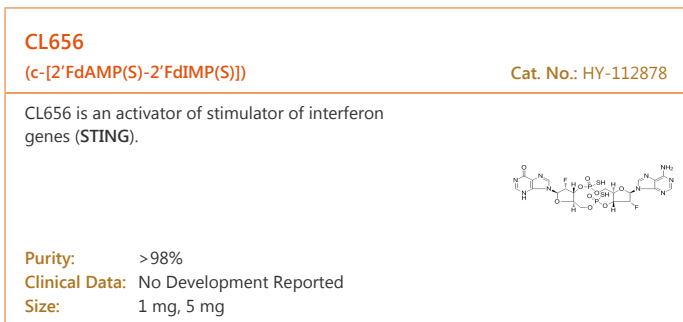 CL656
(c-[2'FdAMP(S)-2'FdIMP(S)]) Cat. No.: HY-112878
CL656 is an activator of stimulator of interferon
genes (STING).
Purity: >98%
Clinical Data: No Development Reported
Size: 1 mg, 5 mg